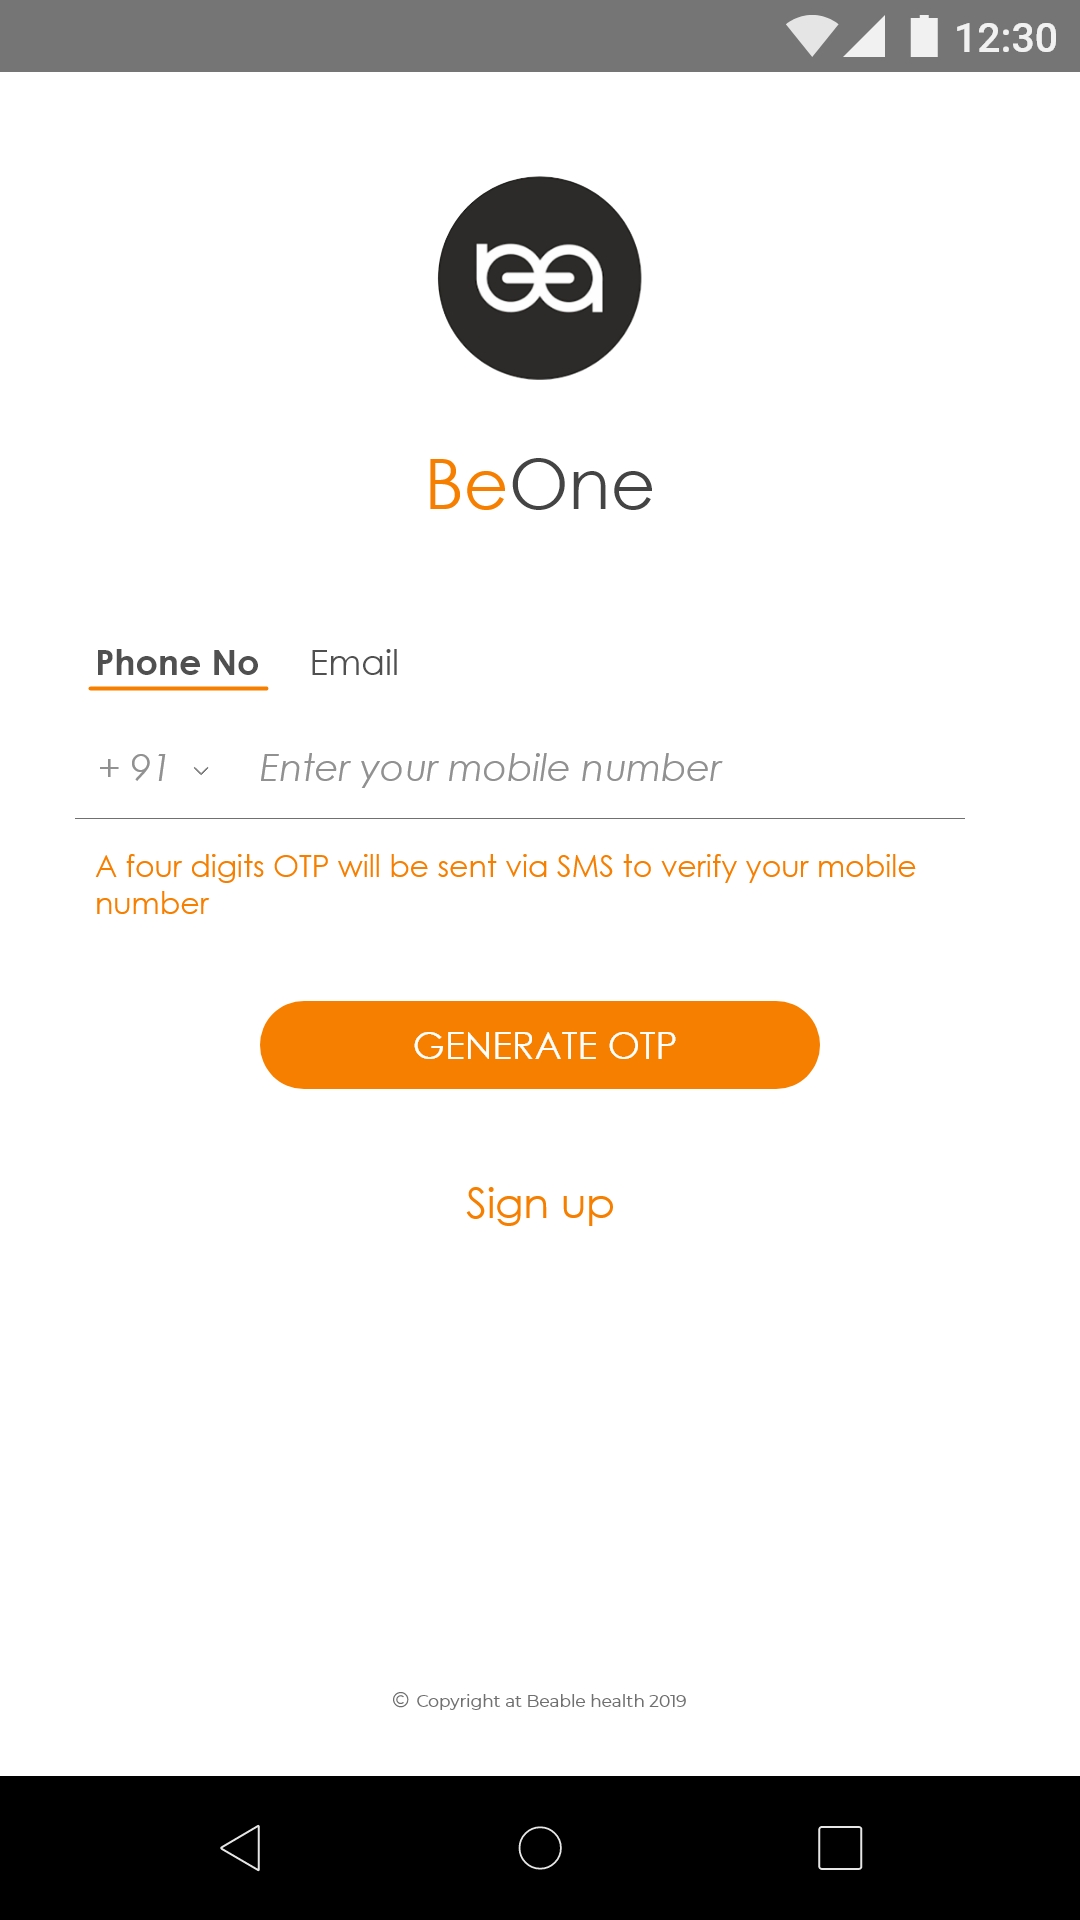 12:30
bea
BeOne
Phone No Email
+ 91 Enter your mobile number
A four digits OTP will be sent via SMS to verify your mobile
number
GENERATE OTP
Sign up
© Copyright at Beable health 2019